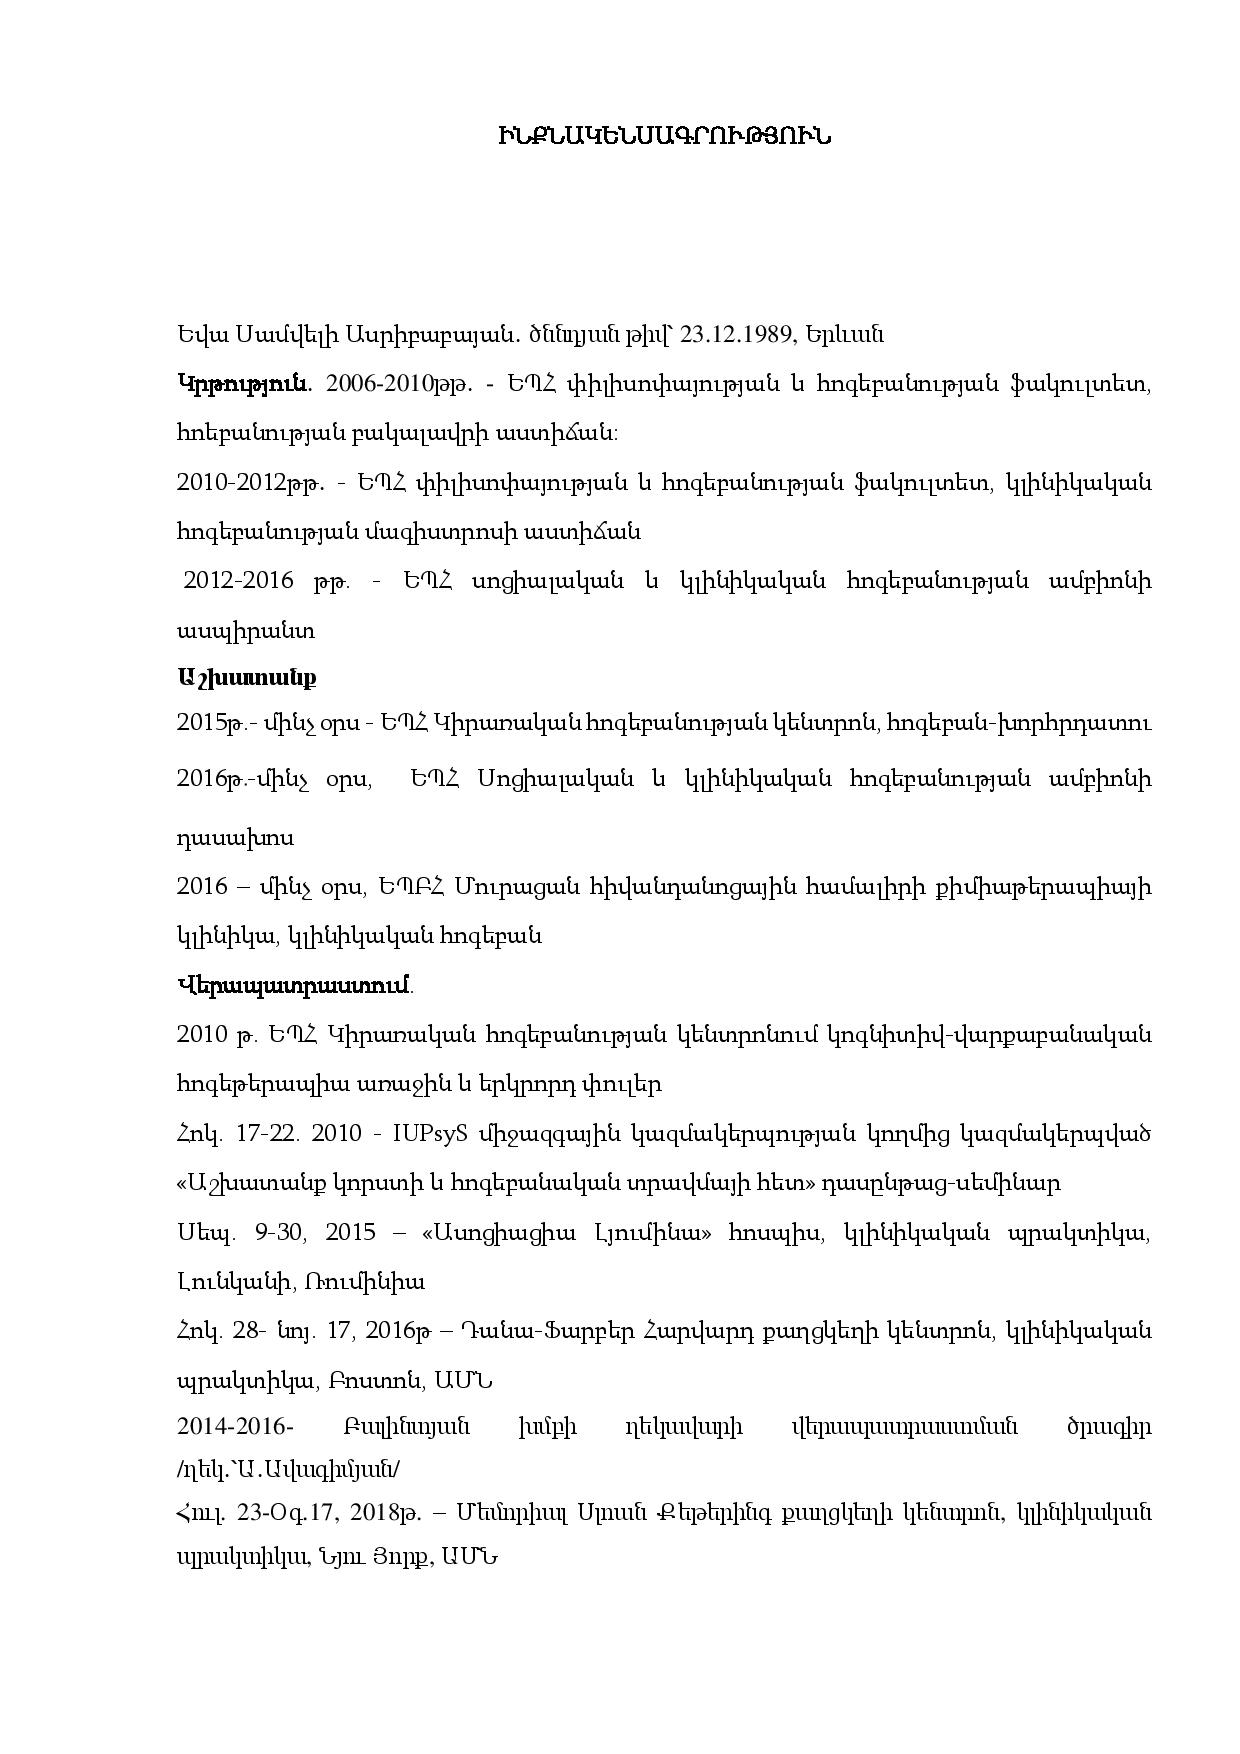 ԻՆՔՆԱԿԵՆՍԱԳՐՈՒԹՅՈՒՆ
Եվա Սամվելի Ասրիբաբայան. ծննդյան թիվ՝ 23.12.1989, Երևան
Կրթություն. 2006-2010թթ. - ԵՊՀ փիլիսոփայության և հոգեբանության ֆակուլտետ,
հոեբանության բակալավրի աստիճան:
2010-2012թթ. - ԵՊՀ փիլիսոփայության և հոգեբանության ֆակուլտետ, կլինիկական
հոգեբանության մագիստրոսի աստիճան
2012-2016 թթ. - ԵՊՀ սոցիալական և կլինիկական հոգեբանության ամբիոնի
ասպիրանտ
Աշխատանք
2015թ.- մինչ օրս - ԵՊՀ Կիրառական հոգեբանության կենտրոն, հոգեբան-խորհրդատու
2016թ.-մինչ օրս, ԵՊՀ Սոցիալական և կլինիկական հոգեբանության ամբիոնի
դասախոս
2016 – մինչ օրս, ԵՊԲՀ Մուրացան հիվանդանոցային համալիրի քիմիաթերապիայի
կլինիկա, կլինիկական հոգեբան
Վերապատրաստում.
2010 թ. ԵՊՀ Կիրառական հոգեբանության կենտրոնում կոգնիտիվ-վարքաբանական
հոգեթերապիա առաջին և երկրորդ փուլեր
Հոկ. 17-22. 2010 - IUPsyS միջազգային կազմակերպության կողմից կազմակերպված
«Աշխատանք կորստի և հոգեբանական տրավմայի հետ» դասընթաց-սեմինար
Սեպ. 9-30, 2015 – «Ասոցիացիա Լյումինա» հոսպիս, կլինիկական պրակտիկա,
Լունկանի, Ռումինիա
Հոկ. 28- նոյ. 17, 2016թ – Դանա-Ֆարբեր Հարվարդ քաղցկեղի կենտրոն, կլինիկական
պրակտիկա, Բոստոն, ԱՄՆ
2014-2016- Բալինտյան խմբի ղեկավարի վերապատրաստման ծրագիր
/ղեկ.՝Ա.Ավագիմյան/
Հուլ. 23-Օգ.17, 2018թ. – Մեմորիալ Սլոան Քեթերինգ քաղցկեղի կենտրոն, կլինիկական
պրակտիկա, Նյու Յորք, ԱՄՆ